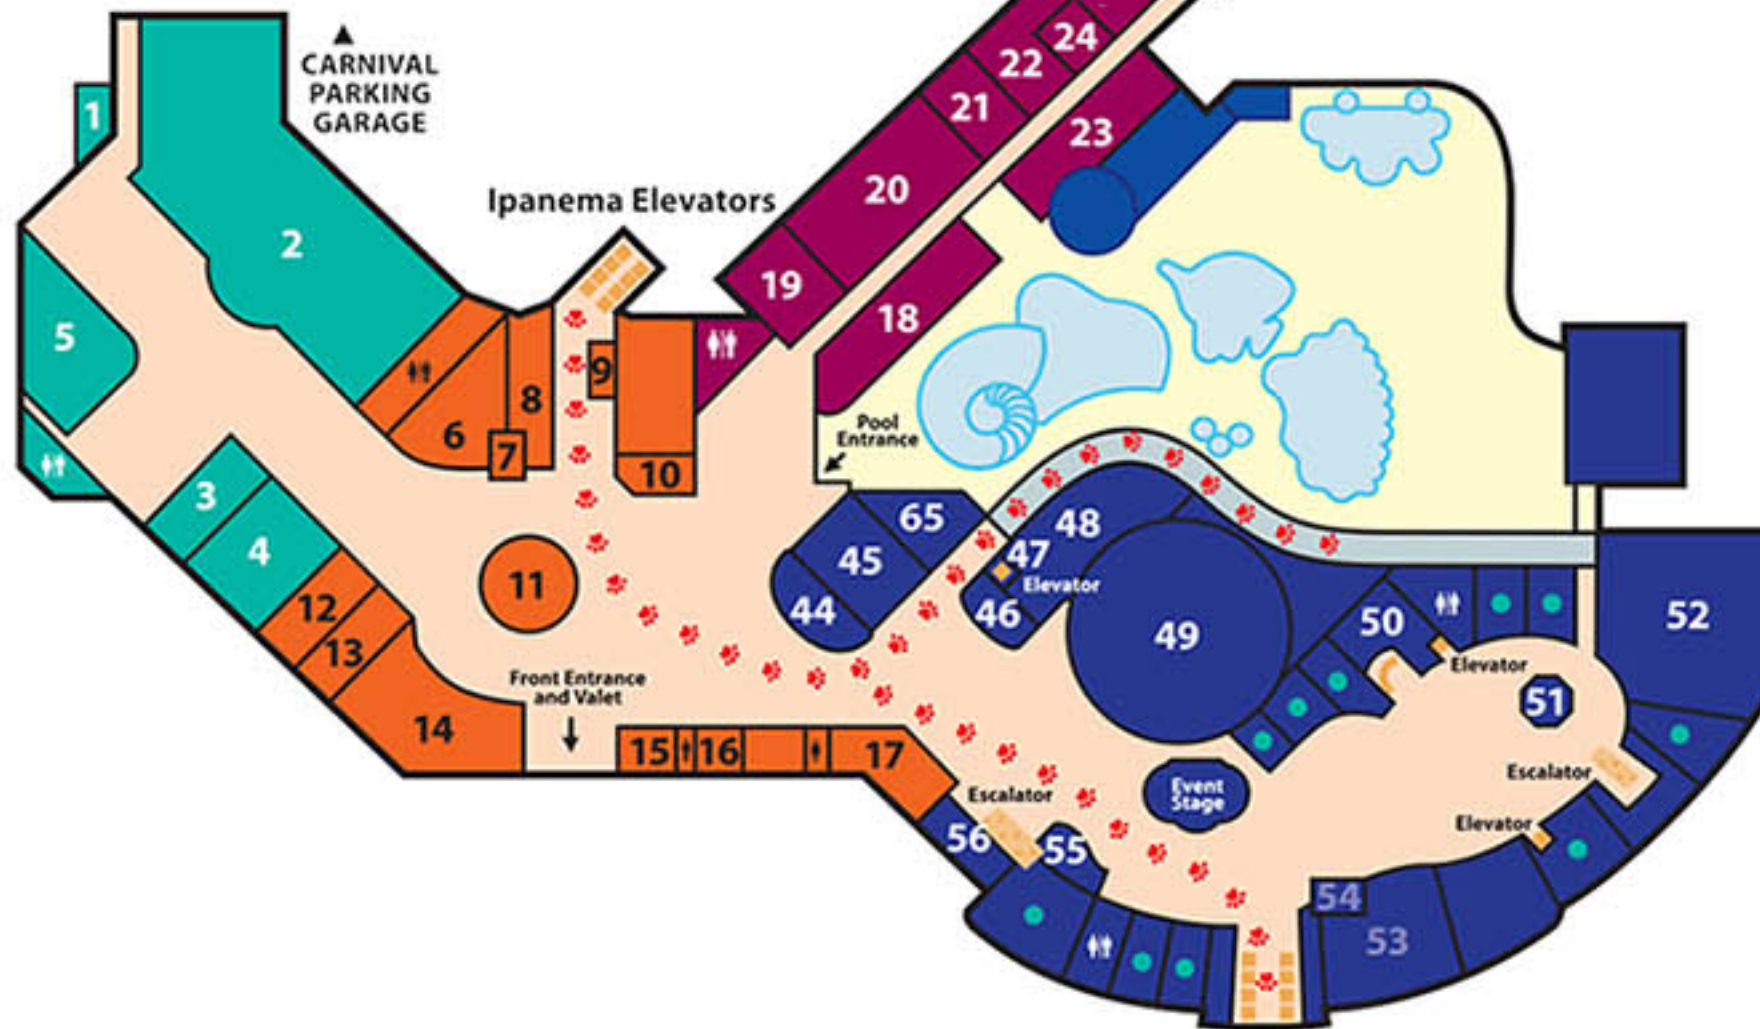 CARNIVAL
PARKING
GARAGE
1
24
22
21
23
20
Ipanema Elevators
2
19
18
5
9
8
6
7
10
Pool
Entrance
3
4
65
48
45
47
Elevator
46
44
11
12
13
14
Front Entrance
and Valet
15
16
17
49
50
Elevator
52
51
Escalator
Event
Stage
Escalator
Elevator
56
55
54
53